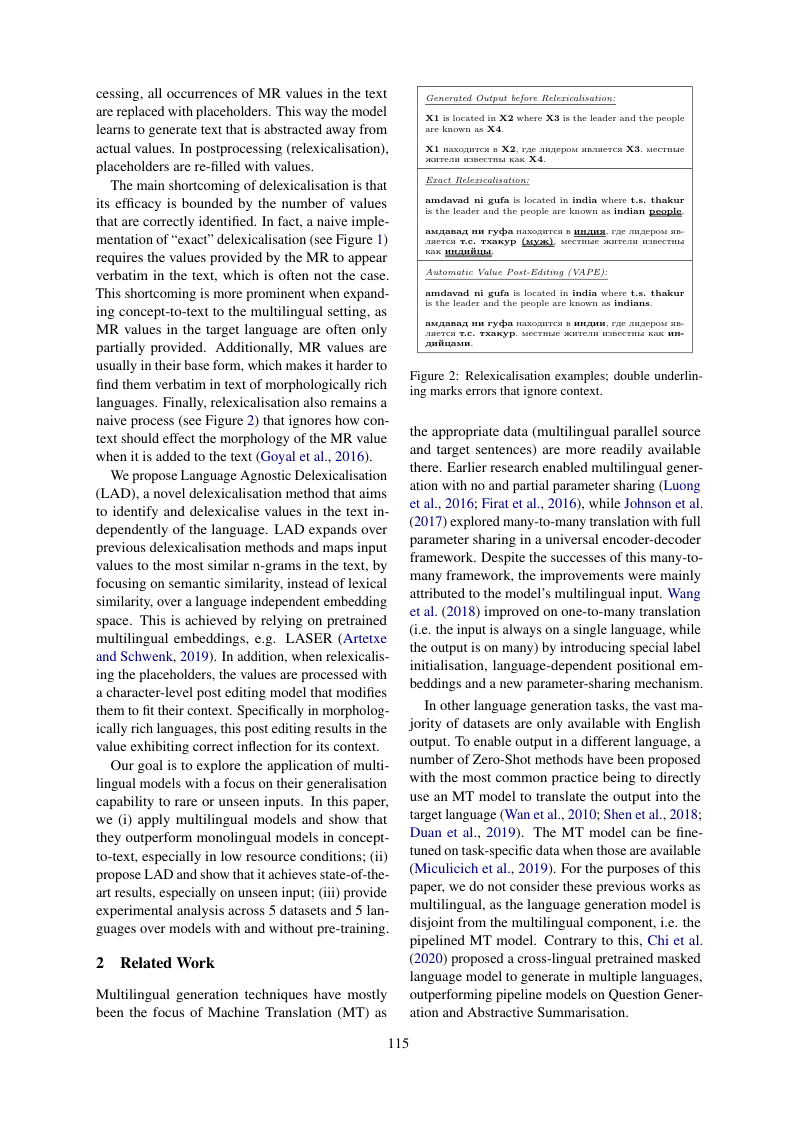 cessing, all occurrences of MR values in the text
are replaced with placeholders. This way the model
learns to generate text that is abstracted away from
actual values. In postprocessing (relexicalisation),
placeholders are re-filled with values.
The main shortcoming of delexicalisation is that
its efficacy is bounded by the number of values
that are correctly identified. In fact, a naive imple-
mentation of “exact” delexicalisation (see Figure 1)
requires the values provided by the MR to appear
verbatim in the text, which is often not the case.
This shortcoming is more prominent when expand-
ing concept-to-text to the multilingual setting, as
MR values in the target language are often only
partially provided. Additionally, MR values are
usually in their base form, which makes it harder to
find them verbatim in text of morphologically rich
languages. Finally, relexicalisation also remains a
naive process (see Figure 2) that ignores how con-
text should effect the morphology of the MR value
when it is added to the text (Goyal et al., 2016).
We propose Language Agnostic Delexicalisation
(LAD), a novel delexicalisation method that aims
to identify and delexicalise values in the text in-
dependently of the language. LAD expands over
previous delexicalisation methods and maps input
values to the most similar n-grams in the text, by
focusing on semantic similarity, instead of lexical
similarity, over a language independent embedding
space. This is achieved by relying on pretrained
multilingual embeddings, e.g. LASER (Artetxe
and Schwenk, 2019). In addition, when relexicalis-
ing the placeholders, the values are processed with
a character-level post editing model that modifies
them to fit their context. Specifically in morpholog-
ically rich languages, this post editing results in the
value exhibiting correct inflection for its context.
Our goal is to explore the application of multi-
lingual models with a focus on their generalisation
capability to rare or unseen inputs. In this paper,
we (i) apply multilingual models and show that
they outperform monolingual models in concept-
to-text, especially in low resource conditions; (ii)
propose LAD and show that it achieves state-of-the-
art results, especially on unseen input; (iii) provide
experimental analysis across 5 datasets and 5 lan-
guages over models with and without pre-training.
2 Related Work
Multilingual generation techniques have mostly
been the focus of Machine Translation (MT) as
Generated Output before Relexicalisation:
X1 is located in X2 where X3 is the leader and the people
are known as X4.
X1 находится в X2, где лидером является X3. местные
жители известны как X4.
Exact Relexicalisation:
amdavad ni gufa is located in india where t.s. thakur
is the leader and the people are known as indian people.
амдавад ни гуфа находится в индия, где лидером яв-
ляется т.с. тхакур (муж). местные жители известны
как индийцы.
Automatic Value Post-Editing (VAPE):
amdavad ni gufa is located in india where t.s. thakur
is the leader and the people are known as indians.
амдавад ни гуфа находится в индии, где лидером яв-
ляется т.с. тхакур. местные жители известны как ин-
дийцами.
Figure 2: Relexicalisation examples; double underlin-
ing marks errors that ignore context.
the appropriate data (multilingual parallel source
and target sentences) are more readily available
there. Earlier research enabled multilingual gener-
ation with no and partial parameter sharing (Luong
et al., 2016; Firat et al., 2016), while Johnson et al.
(2017) explored many-to-many translation with full
parameter sharing in a universal encoder-decoder
framework. Despite the successes of this many-to-
many framework, the improvements were mainly
attributed to the model’s multilingual input. Wang
et al. (2018) improved on one-to-many translation
(i.e. the input is always on a single language, while
the output is on many) by introducing special label
initialisation, language-dependent positional em-
beddings and a new parameter-sharing mechanism.
In other language generation tasks, the vast ma-
jority of datasets are only available with English
output. To enable output in a different language, a
number of Zero-Shot methods have been proposed
with the most common practice being to directly
use an MT model to translate the output into the
target language (Wan et al., 2010; Shen et al., 2018;
Duan et al., 2019). The MT model can be fine-
tuned on task-specific data when those are available
(Miculicich et al., 2019). For the purposes of this
paper, we do not consider these previous works as
multilingual, as the language generation model is
disjoint from the multilingual component, i.e. the
pipelined MT model. Contrary to this, Chi et al.
(2020) proposed a cross-lingual pretrained masked
language model to generate in multiple languages,
outperforming pipeline models on Question Gener-
ation and Abstractive Summarisation.
115